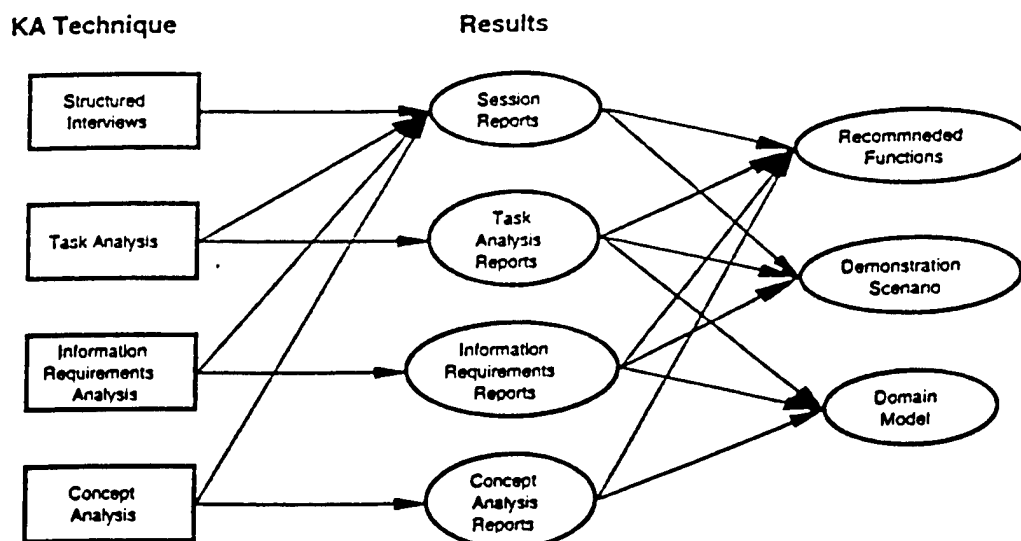 KA Technique
Results
Structured
Interviews
Session
Reports
Recommneded
Functions
Task Analysis
Task
Analysis
Reports
Demonstration
Scenano
Information
Requirements
Analysis
Information
Requirements
Reports
Domain
Model
Concept
Analysis
Concept
Analysis
Reports